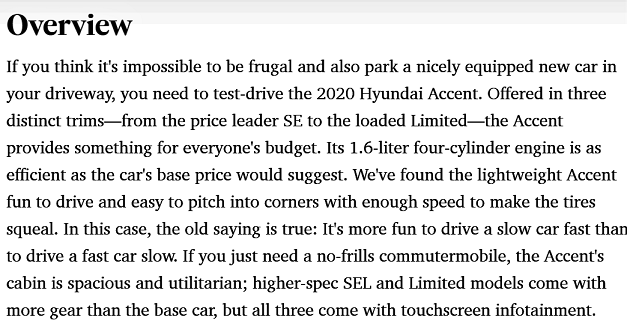 Overview
If you think it's impossible to be frugal and also park a nicely equipped new car in
your driveway, you need to test-drive the 2020 Hyundai Accent. Offered in three
distinct trims—from the price leader SE to the loaded Limited—the Accent
provides something for everyone's budget. Its 1.6-liter four-cylinder engine is as
efficient as the car's base price would suggest. We've found the lightweight Accent
fun to drive and easy to pitch into corners with enough speed to make the tires
squeal. In this case, the old saying is true: It's more fun to drive a slow car fast than
to drive a fast car slow. If you just need a no-frills commutermobile, the Accent's
cabin is spacious and utilitarian; higher-spec SEL and Limited models come with
more gear than the base car, but all three come with touchscreen infotainment.